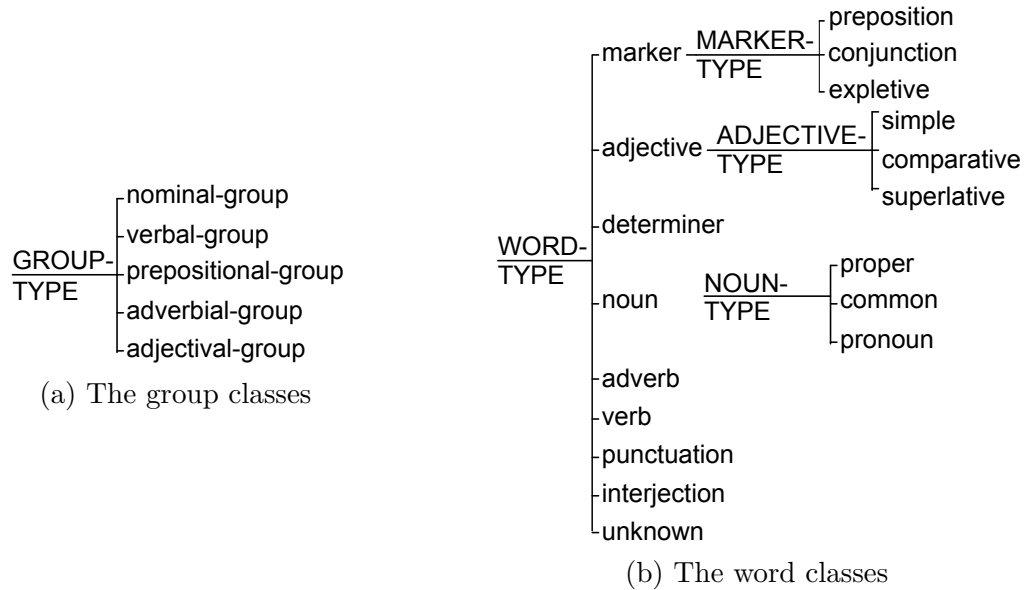 GROUP-
TYPE
nominal-group
verbal-group
prepositional-group
adverbial-group
adjectival-group
(a) The group classes
WORD-
TYPE
marker
MARKER-
TYPE
preposition
conjunction
expletive
adjective
ADJECTIVE-
TYPE
simple
comparative
superlative
determiner
noun
NOUN-
TYPE
proper
common
pronoun
adverb
verb
punctuation
interjection
unknown
(b) The word classes